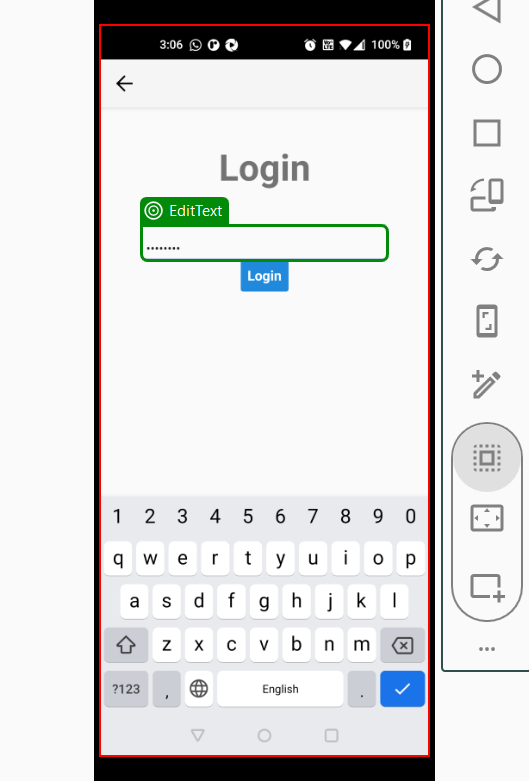 3:06 100%
Login
EditText
........
Login
1 2 3 4 5 6 7 8 9 0
q w e r t y u i o p
a s d f g h j k l
z x c v b n m
?123 , English .